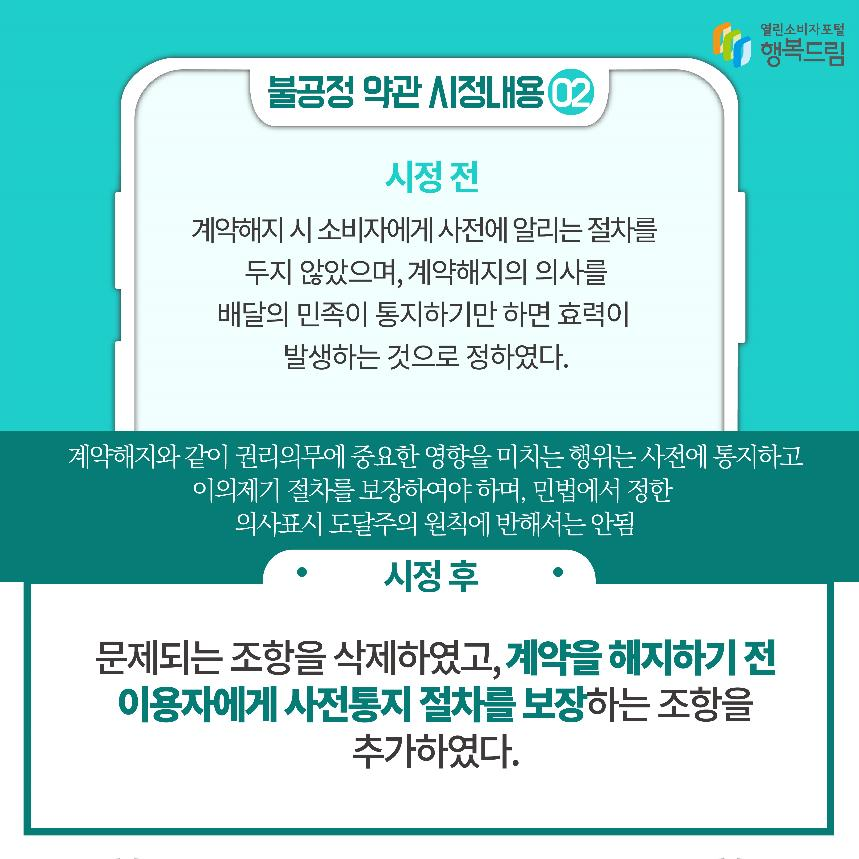 열린소비자포털
행복드림
불공정 약관 시정내용 02
시정 전
계약해지 시 소비자에게 사전에 알리는 절차를
두지 않았으며, 계약해지의 의사를
배달의 민족이 통지하기만 하면 효력이
발생하는 것으로 정하였다.
계약해지와 같이 권리의무에 중요한 영향을 미치는 행위는 사전에 통지하고
이의제기 절차를 보장하여야 하며, 민법에서 정한
의사표시 도달주의 원칙에 반해서는 안됨
시정 후
문제되는 조항을 삭제하였고, 계약을 해지하기 전
이용자에게 사전통지 절차를 보장하는 조항을
추가하였다.